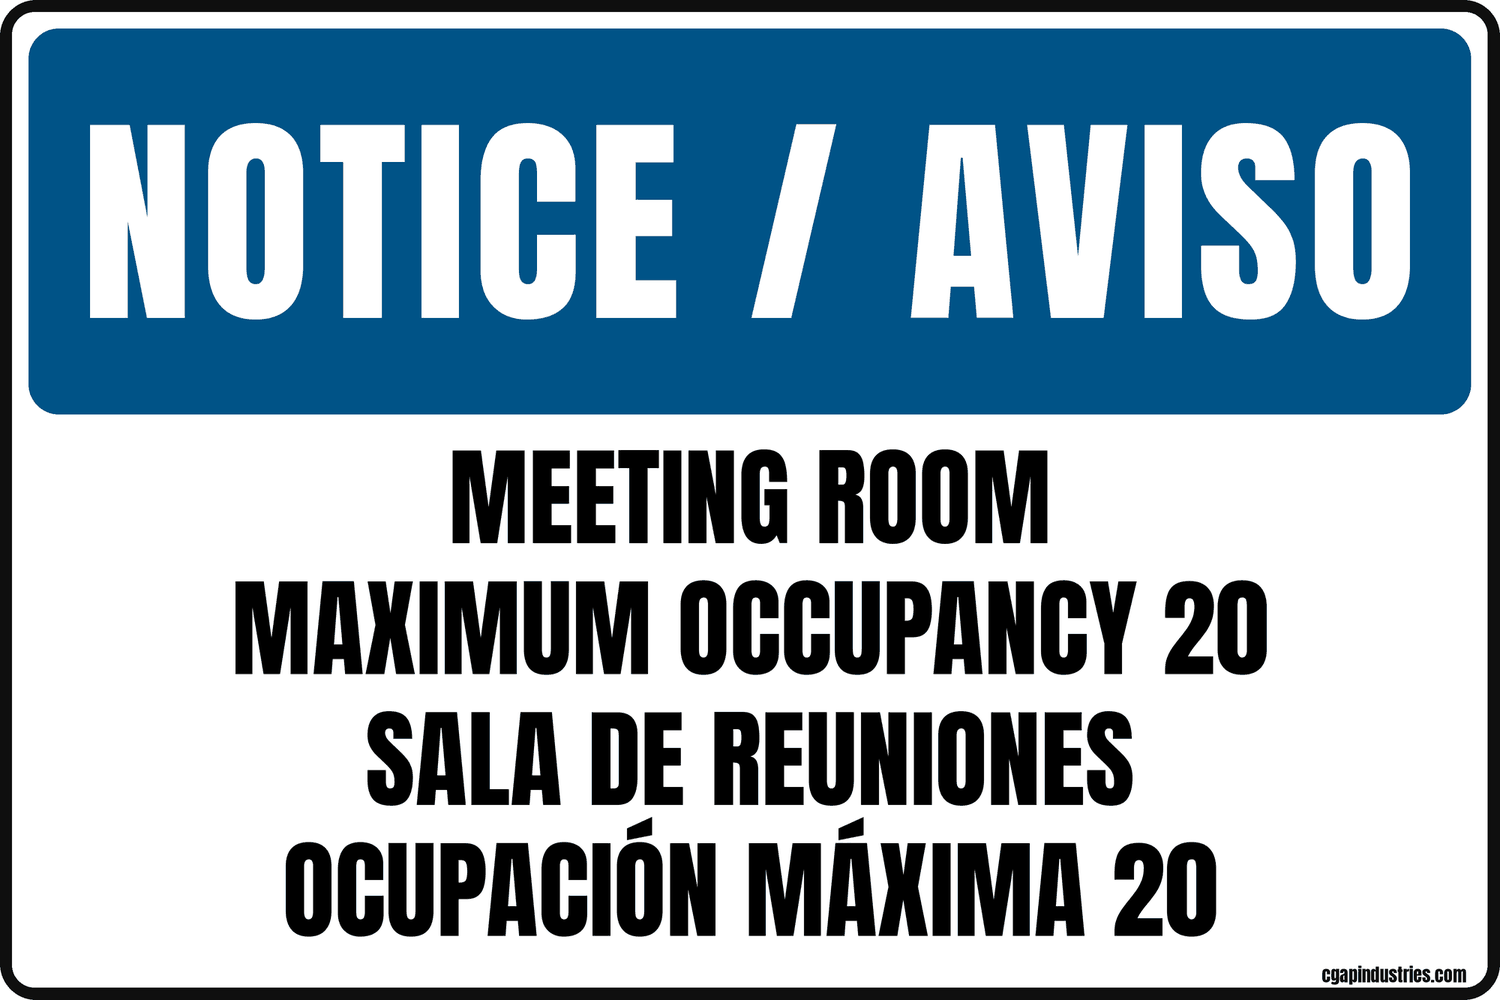 NOTICE / AVISO
MEETING ROOM
MAXIMUM OCCUPANCY 20
SALA DE REUNIONES
OCUPACIÓN MÁXIMA 20
cgapindustries.com